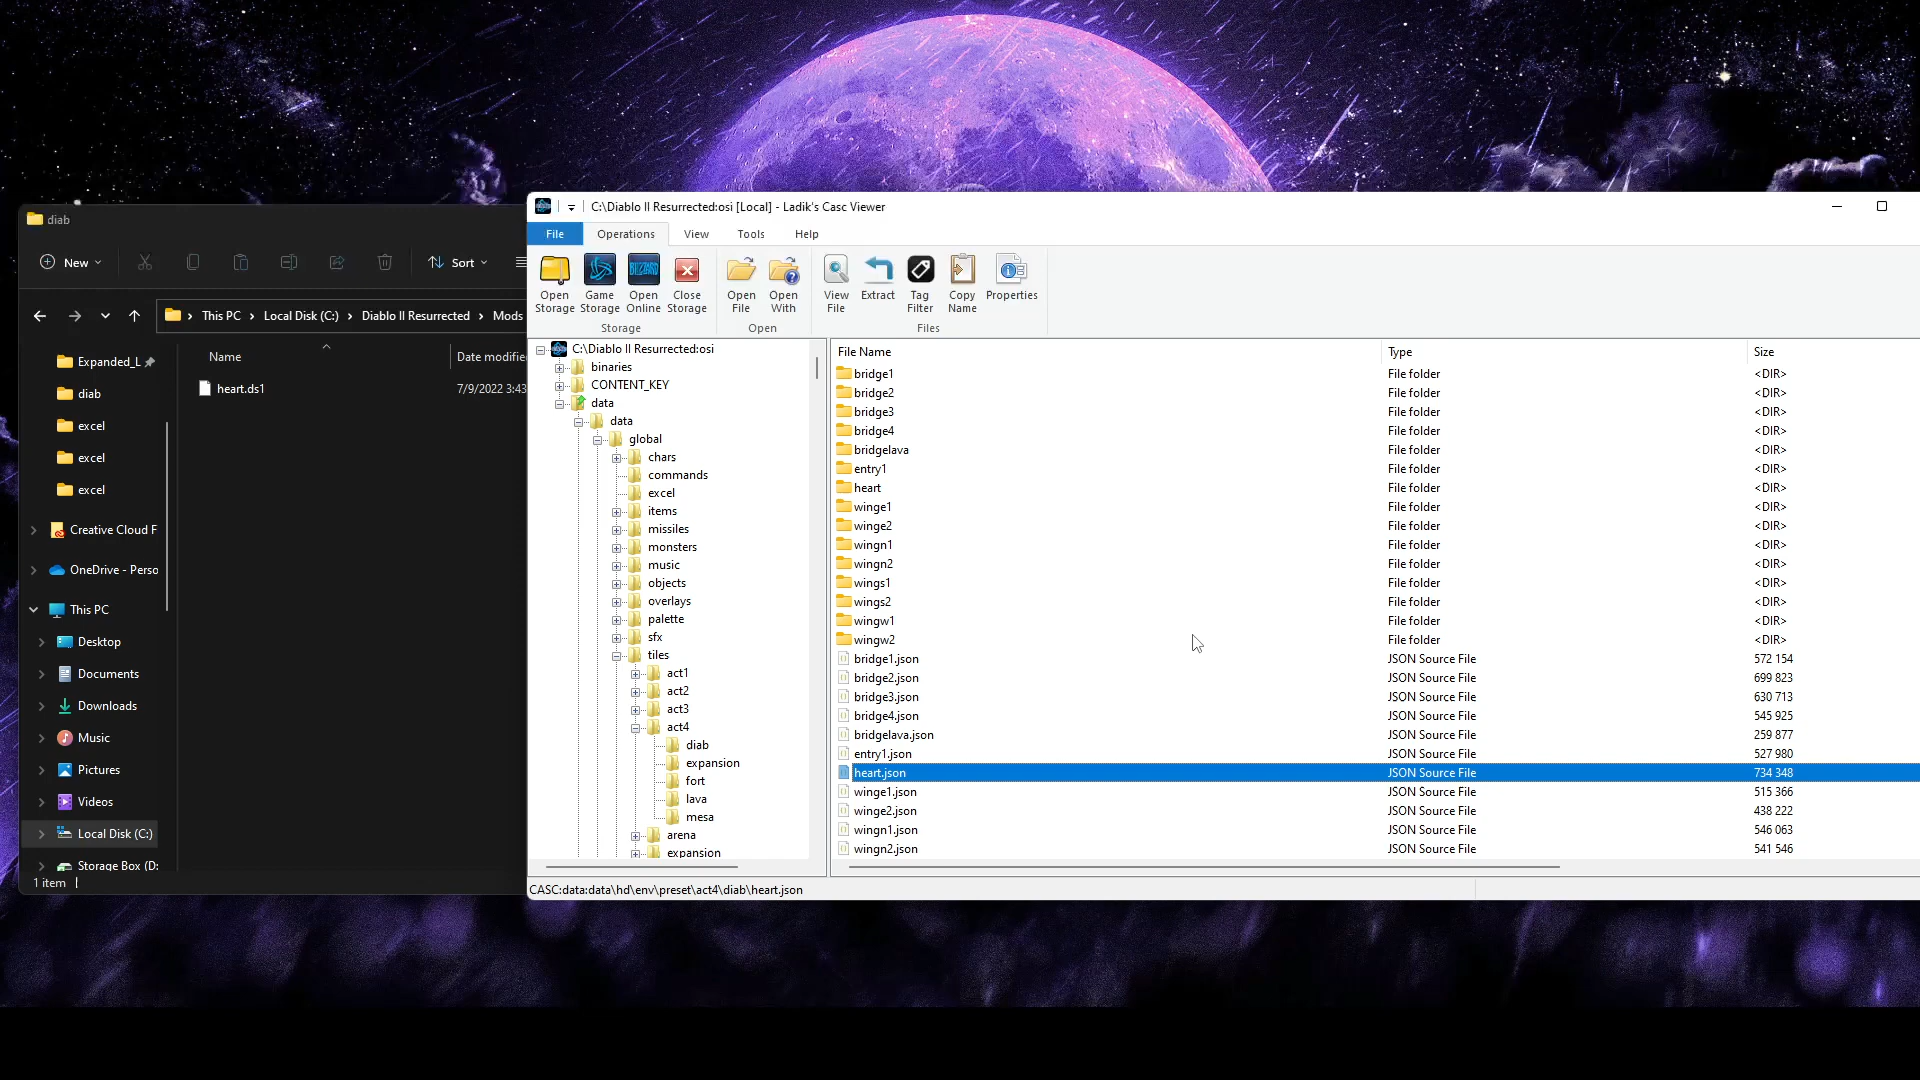 diab
New
Sort
This PC
Local Disk (C:)
Diablo II Resurrected
Mods
Name
Date modifie
heart.ds1
7/9/2022 3:43
Expanded_L
diab
excel
excel
excel
Creative Cloud F
OneDrive - Perso
This PC
Desktop
Documents
Downloads
Music
Pictures
Videos
Local Disk (C:)
Storage Box (D:
1 item
C:\Diablo II Resurrected:osi [Local] - Ladik's Casc Viewer
File Operations View Tools Help
Open Storage
Game Storage
Open Online
Close Storage
Open File
Open With
View File
Extract
Tag Filter
Copy Name
Properties
Storage
Open
Files
C:\Diablo II Resurrected:osi
binaries
CONTENT_KEY
data
data
global
chars
commands
excel
items
missiles
monsters
music
objects
overlays
palette
sfx
tiles
act1
act2
act3
act4
diab
expansion
fort
lava
mesa
arena
expansion
File Name Type Size
bridge1 File folder <DIR>
bridge2 File folder <DIR>
bridge3 File folder <DIR>
bridge4 File folder <DIR>
bridgelava File folder <DIR>
entry1 File folder <DIR>
heart File folder <DIR>
winge1 File folder <DIR>
winge2 File folder <DIR>
wingn1 File folder <DIR>
wingn2 File folder <DIR>
wings1 File folder <DIR>
wings2 File folder <DIR>
wingw1 File folder <DIR>
wingw2 File folder <DIR>
bridge1.json JSON Source File 572 154
bridge2.json JSON Source File 699 823
bridge3.json JSON Source File 630 713
bridge4.json JSON Source File 545 925
bridgelava.json JSON Source File 259 877
entry1.json JSON Source File 527 980
heart.json JSON Source File 734 348
winge1.json JSON Source File 515 366
winge2.json JSON Source File 438 222
wingn1.json JSON Source File 546 063
wingn2.json JSON Source File 541 546
CASC:data:data\hd\env\preset\act4\diab\heart.json